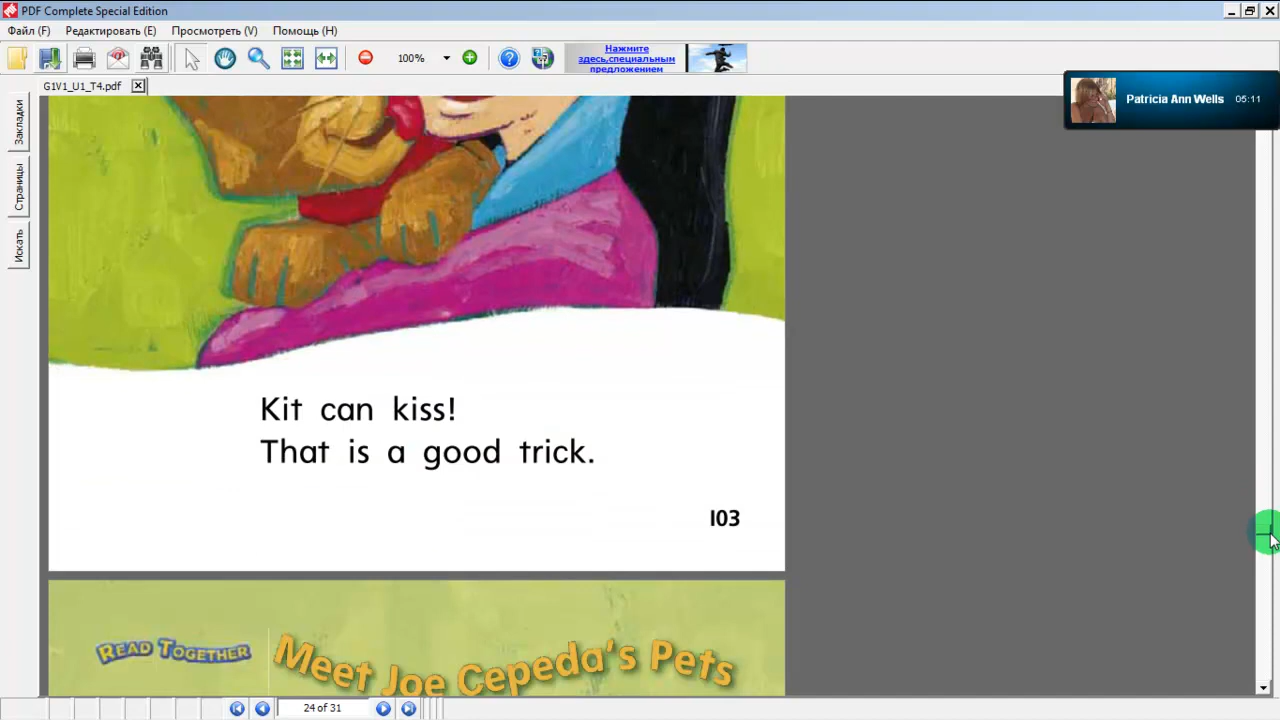 PDF Complete Special Edition
Файл (F) Редактировать (E) Просмотреть (V) Помощь (H)
100%
Нажмите
здесь,специальным
предложением
G1V1_U1_T4.pdf
Patricia Ann Wells 05:11
Закладки
Страницы
Искать
Kit can kiss!
That is a good trick.
103
READ TOGETHER
Meet Joe Cepeda's Pets
24 of 31